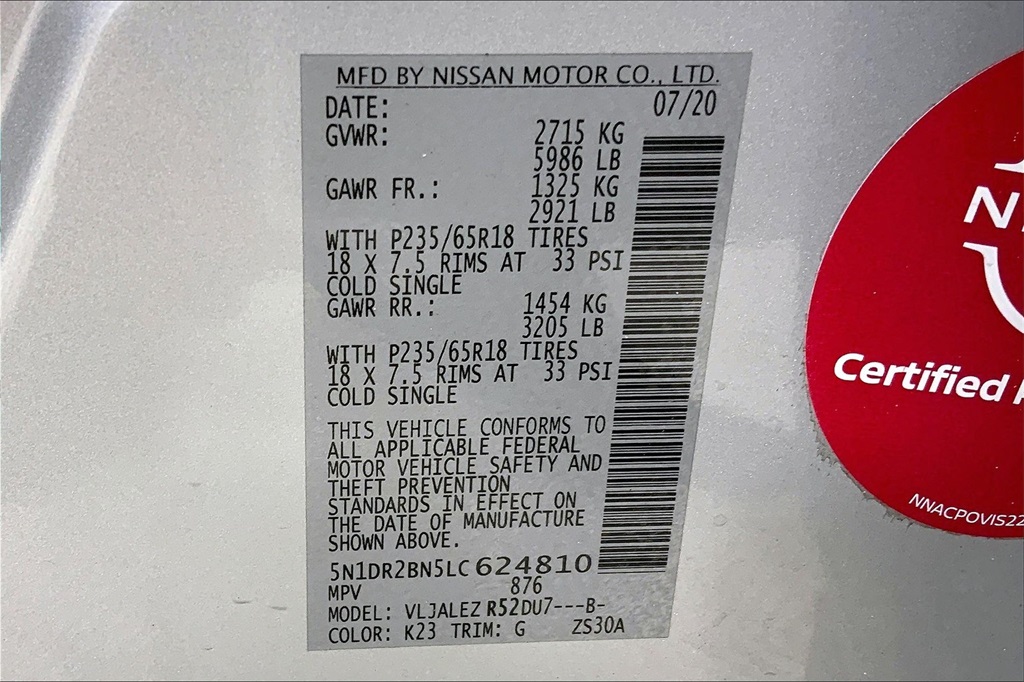 MFD BY NISSAN MOTOR CO., LTD.
DATE: 07/20
GVWR: 2715 KG
5986 LB
GAWR FR.: 1325 KG
2921 LB
WITH P235/65R18 TIRES
18 X 7.5 RIMS AT 33 PSI
COLD SINGLE
GAWR RR.: 1454 KG
3205 LB
WITH P235/65R18 TIRES
18 X 7.5 RIMS AT 33 PSI
COLD SINGLE
THIS VEHICLE CONFORMS TO
ALL APPLICABLE FEDERAL
MOTOR VEHICLE SAFETY AND
THEFT PREVENTION
STANDARDS IN EFFECT ON
THE DATE OF MANUFACTURE
SHOWN ABOVE.
5N1DR2BN5LC624810
MPV 876
MODEL: VLJALEZ R52DU7---B-
COLOR: K23 TRIM: G ZS30A
Certified
NNACPOVIS22